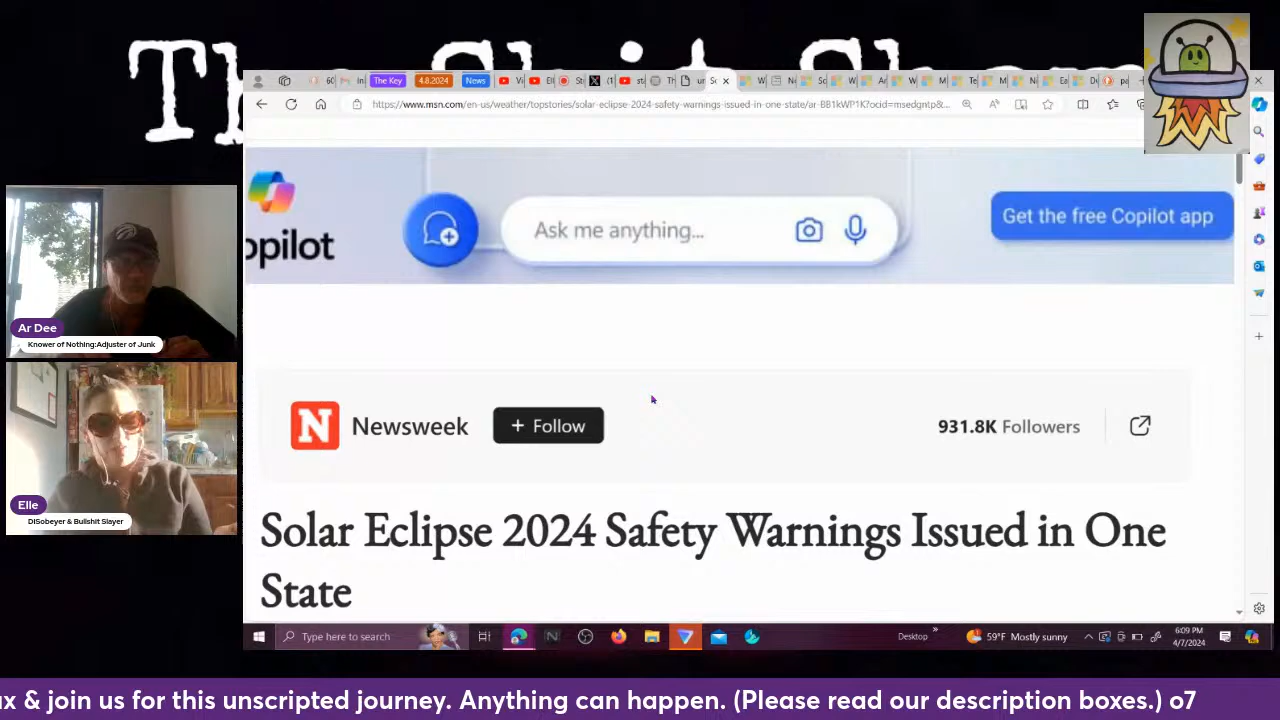 The Shit Show
The Key
4.8.2024
News
https://www.msn.com/en-us/weather/topstories/solar-eclipse-2024-safety-warnings-issued-in-one-state/ar-BB1kWP1K?ocid=msedgntp&c...
opilot
Ask me anything...
Get the free Copilot app
Ar Dee
Knower of Nothing:Adjuster of Junk
Newsweek
+ Follow
931.8K Followers
Elle
DISobeyer & Bullshit Slayer
Solar Eclipse 2024 Safety Warnings Issued in One
State
Type here to search
Desktop
59°F Mostly sunny
6:09 PM
4/7/2024
& join us for this unscripted journey. Anything can happen. (Please read our description boxes.) o7